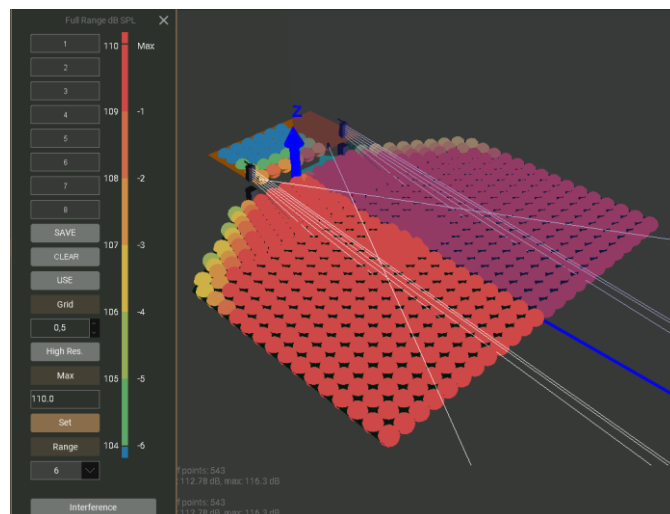 Full Range dB SPL
1
110
Max
2
3
109
-1
4
5
108
-2
6
7
107
-3
8
SAVE
CLEAR
106
-4
USE
Grid
0,5
High Res.
105
-5
Max
110.0
Set
Range
104
-6
6
Interference
Z
f points: 543
: 112.78 dB, max: 116.3 dB
f points: 543
: 112.78 dB, max: 116.3 dB